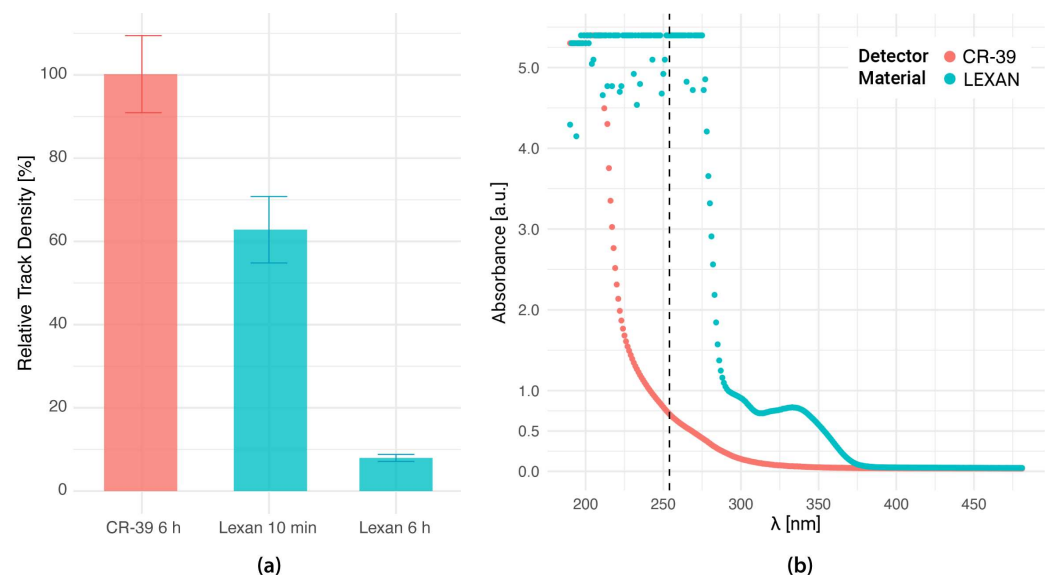 Relative Track Density [%]
100
80
60
40
20
0
CR-39 6 h
Lexan 10 min
Lexan 6 h
(a)
Absorbance [a.u.]
5.0
4.0
3.0
2.0
1.0
0.5
0.0
Detector CR-39
Material LEXAN
200
250
300
350
400
450
λ [nm]
(b)